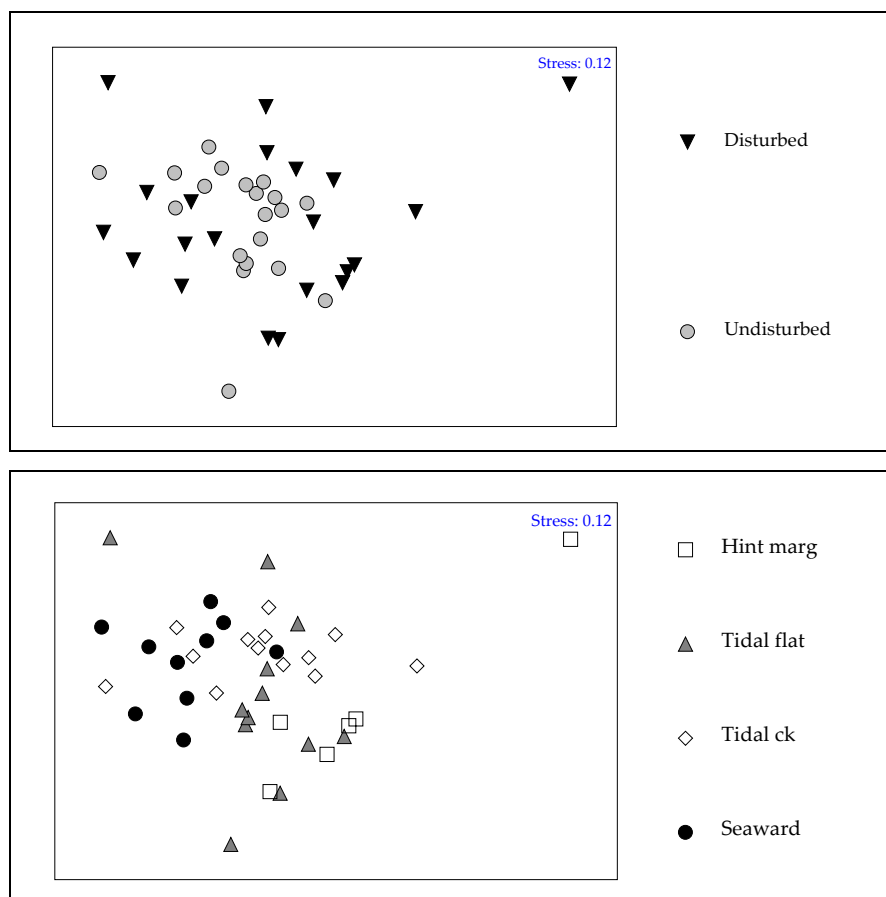 Stress: 0.12
Disturbed
Undisturbed
Stress: 0.12
Hint marg
Tidal flat
Tidal ck
Seaward